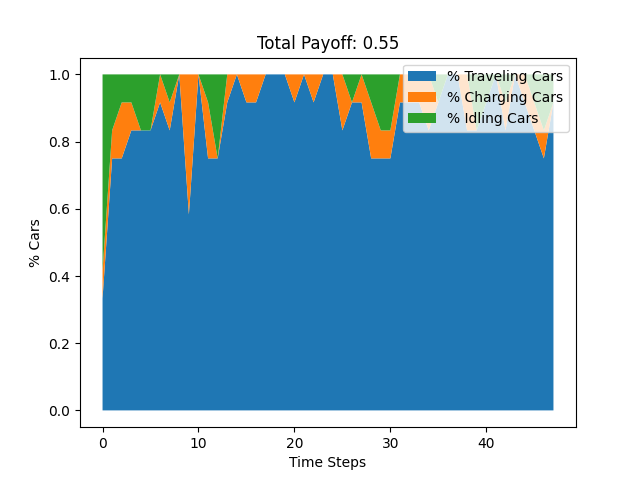 Total Payoff: 0.55
% Traveling Cars
% Charging Cars
% Idling Cars
% Cars
1.0
0.8
0.6
0.4
0.2
0.0
0 10 20 30 40
Time Steps